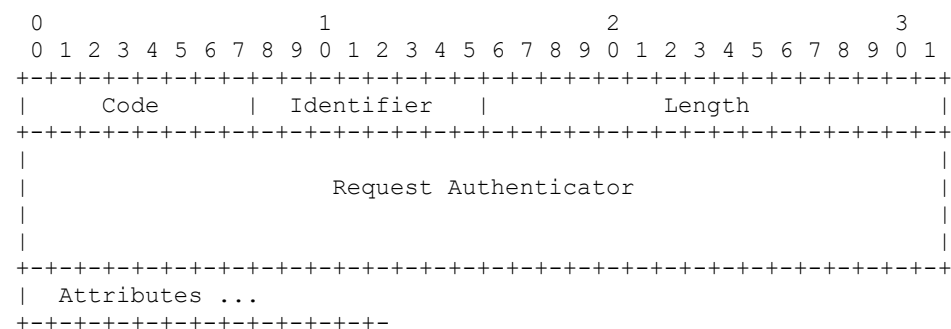 0                   1                   2                   3
 0 1 2 3 4 5 6 7 8 9 0 1 2 3 4 5 6 7 8 9 0 1 2 3 4 5 6 7 8 9 0 1
+-+-+-+-+-+-+-+-+-+-+-+-+-+-+-+-+-+-+-+-+-+-+-+-+-+-+-+-+-+-+-+-+
|     Code      |  Identifier   |            Length             |
+-+-+-+-+-+-+-+-+-+-+-+-+-+-+-+-+-+-+-+-+-+-+-+-+-+-+-+-+-+-+-+-+
|                                                               |
|                     Request Authenticator                     |
|                                                               |
|                                                               |
+-+-+-+-+-+-+-+-+-+-+-+-+-+-+-+-+-+-+-+-+-+-+-+-+-+-+-+-+-+-+-+-+
|  Attributes ...
+-+-+-+-+-+-+-+-+-+-+-+-+-